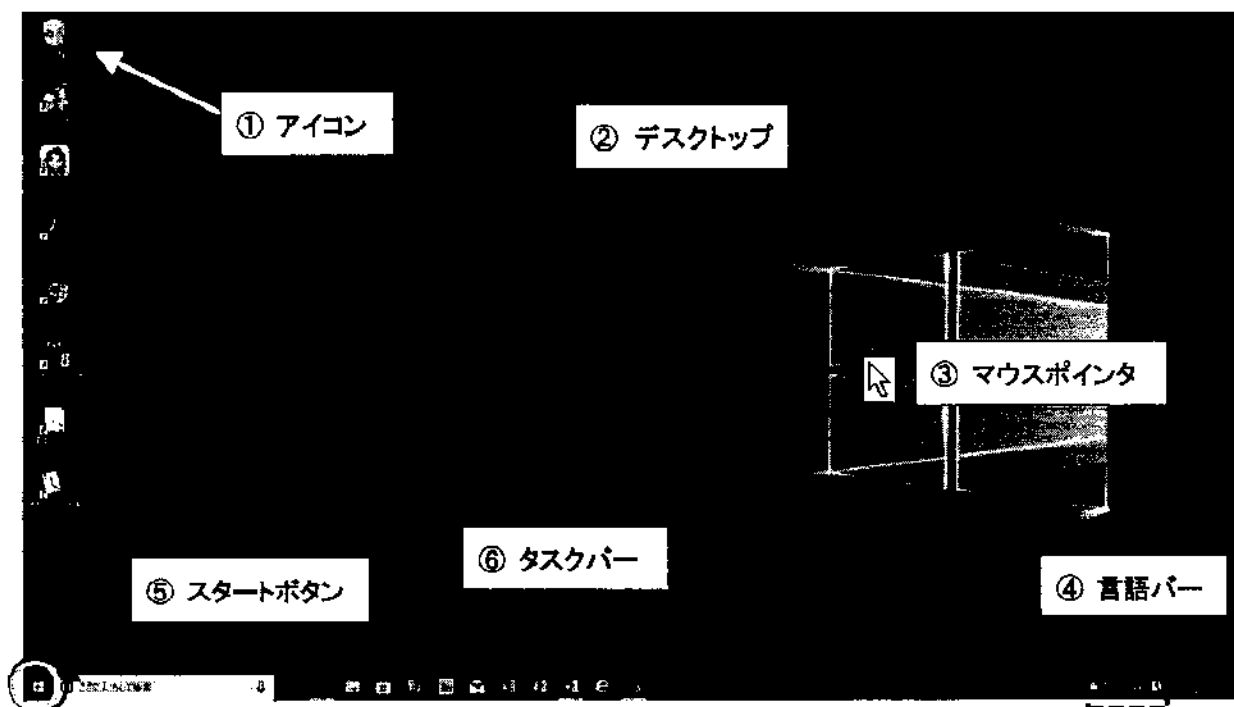 ① アイコン
② デスクトップ
③ マウスポインタ
⑥ タスクバー
⑤ スタートボタン
④ 言語バー